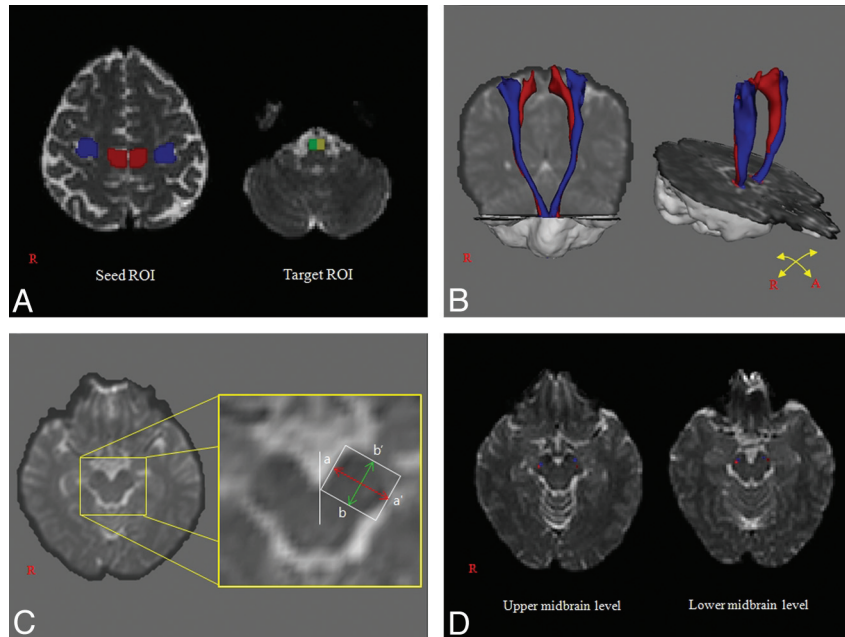 R
Seed ROI
Target ROI
A
R
R
A
B
a
b'
b
a'
R
C
R
Upper midbrain level
Lower midbrain level
D